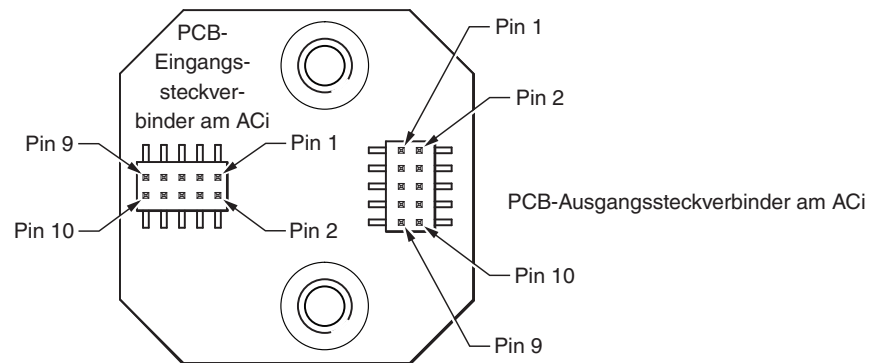 PCB-
Eingangs-
steckver-
binder am ACi
Pin 1
Pin 2
Pin 9
Pin 1
Pin 10
Pin 2
PCB-Ausgangssteckverbinder am ACi
Pin 10
Pin 9